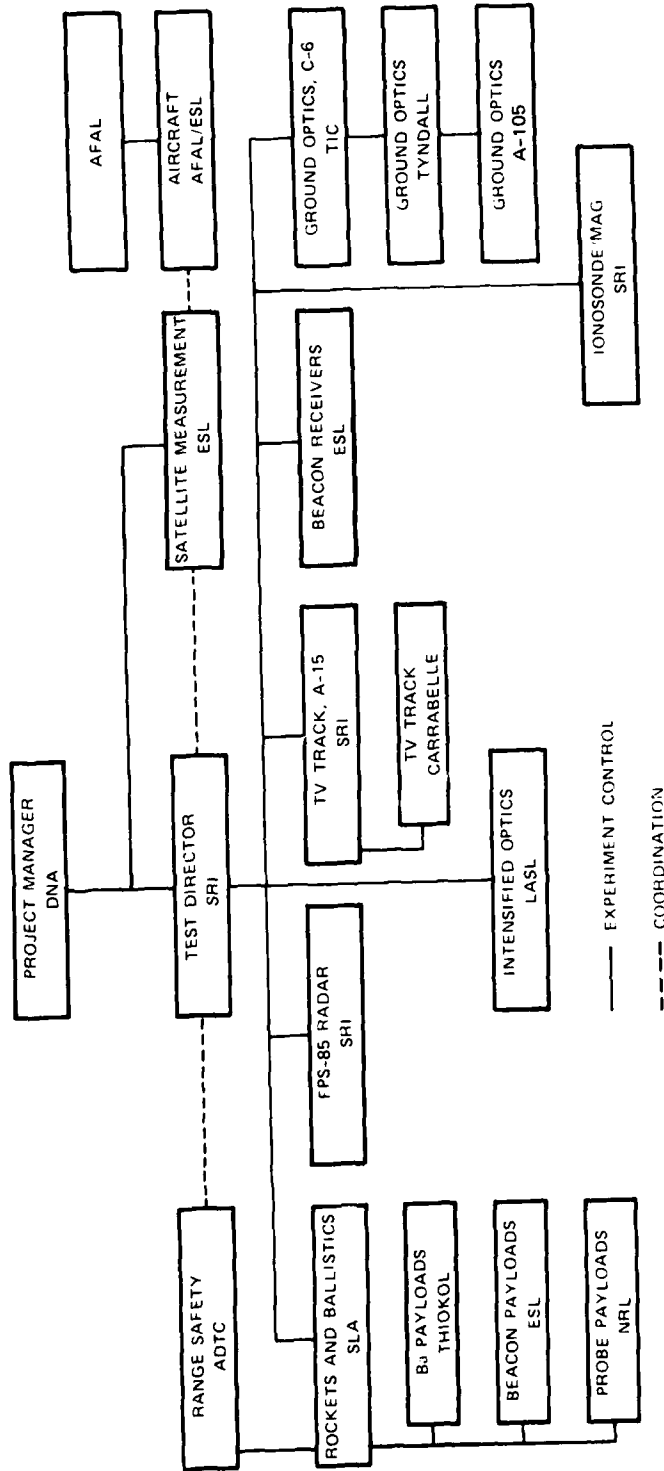 PROJECT MANAGER
DNA
AFAL
RANGE SAFETY
ADTC
TEST DIRECTOR
SRI
SATELLITE MEASUREMENT
ESL
AIRCRAFT
AFAL/ESL
ROCKETS AND BALLISTICS
SLA
FPS-85 RADAR
SRI
TV TRACK, A-15
SRI
BEACON RECEIVERS
ESL
GROUND OPTICS, C-6
TIC
Ba PAYLOADS
THIOKOL
TV TRACK
CARRABELLE
GROUND OPTICS
TYNDALL
BEACON PAYLOADS
ESL
INTENSIFIED OPTICS
LASL
GROUND OPTICS
A-105
PROBE PAYLOADS
NRL
IONOSONDE/MAG
SRI
EXPERIMENT CONTROL
COORDINATION